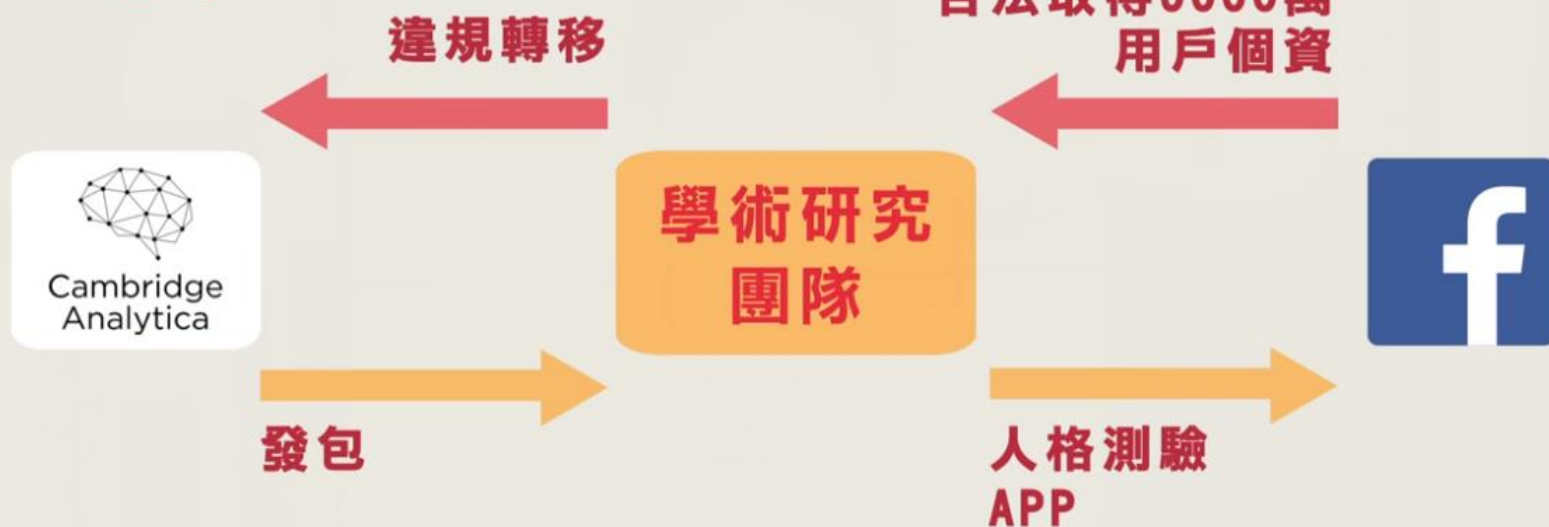 違規轉移
用戶個資
Cambridge
Analytica
學術研究
團隊
f
發包
人格測驗
APP